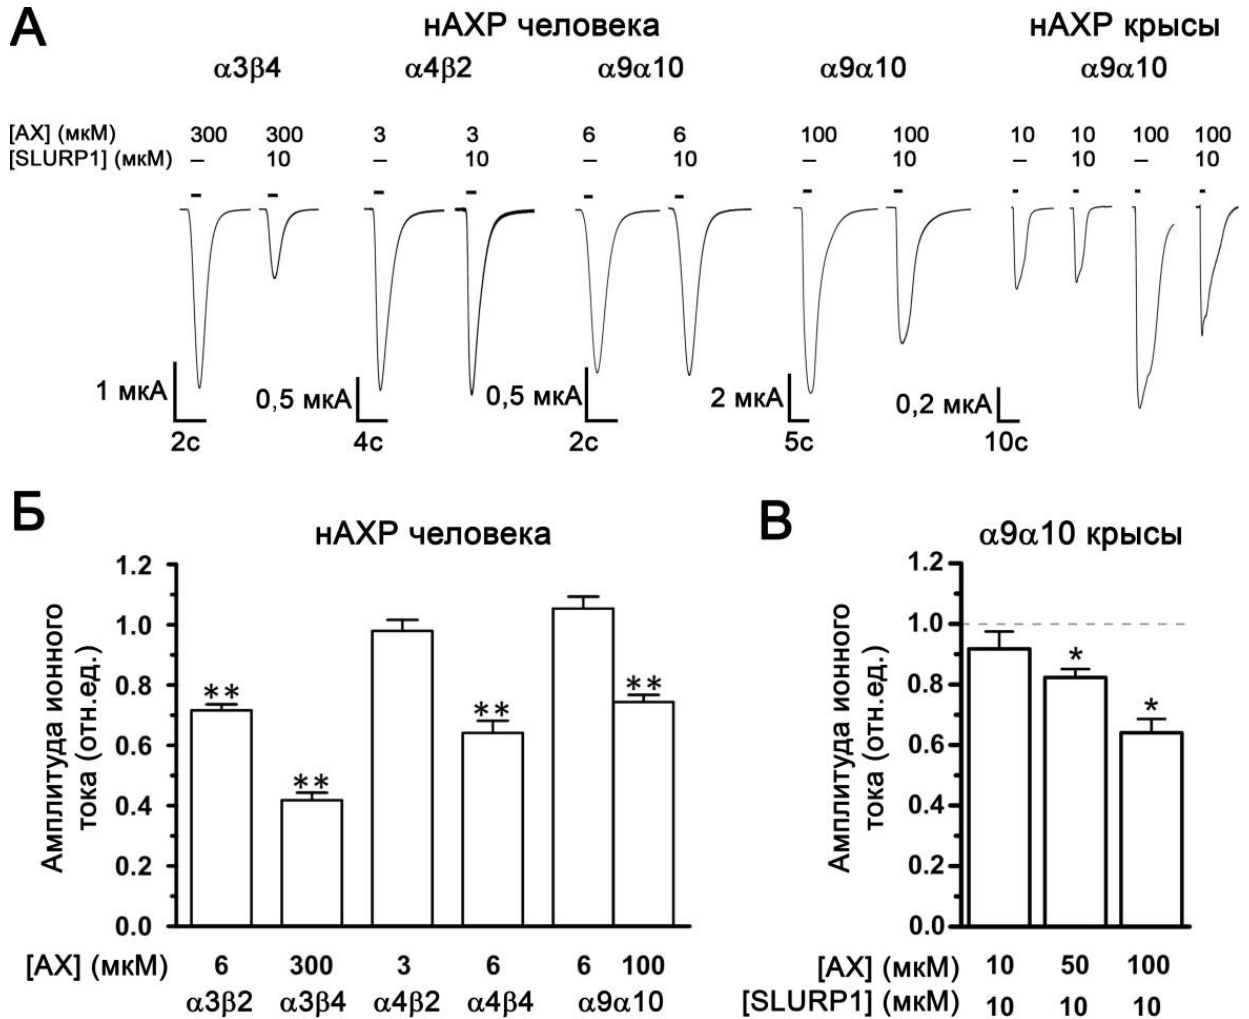 А
нАХР человека
нАХР крысы
α3β4 α4β2 α9α10 α9α10 α9α10
[АХ] (мкМ) 300 300 3 3 6 6 100 100 10 10 100 100
[SLURP1] (мкМ) – 10 – 10 – 10 – 10 – 10 – 10
1 мкА 0,5 мкА 0,5 мкА 2 мкА 0,2 мкА
2с 4с 2с 5с 10с
Б
нАХР человека
Амплитуда ионного
тока (отн.ед.)
1.2
1.0
0.8
0.6
0.4
0.2
0.0
** ** ** **
[АХ] (мкМ) 6 300 3 6 6 100
α3β2 α3β4 α4β2 α4β4 α9α10
В
α9α10 крысы
Амплитуда ионного
тока (отн.ед.)
1.2
1.0
0.8
0.6
0.4
0.2
0.0
* *
[АХ] (мкМ) 10 50 100
[SLURP1] (мкМ) 10 10 10